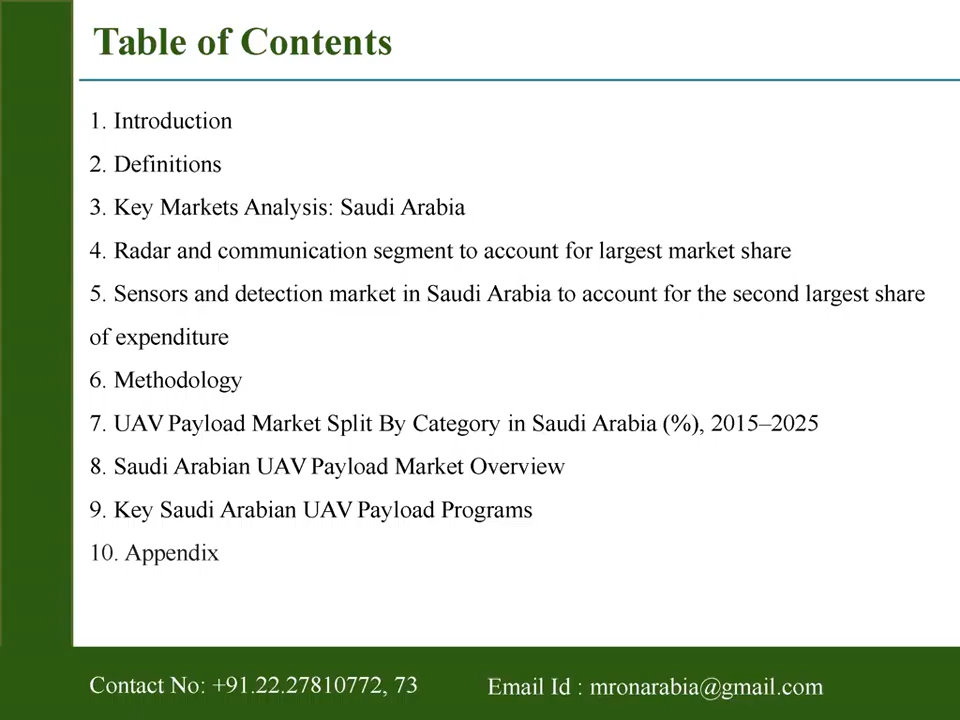 Table of Contents
1. Introduction
2. Definitions
3. Key Markets Analysis: Saudi Arabia
4. Radar and communication segment to account for largest market share
5. Sensors and detection market in Saudi Arabia to account for the second largest share
of expenditure
6. Methodology
7. UAV Payload Market Split By Category in Saudi Arabia (%), 2015–2025
8. Saudi Arabian UAV Payload Market Overview
9. Key Saudi Arabian UAV Payload Programs
10. Appendix
Contact No: +91.22.27810772, 73
Email Id : mronarabia@gmail.com